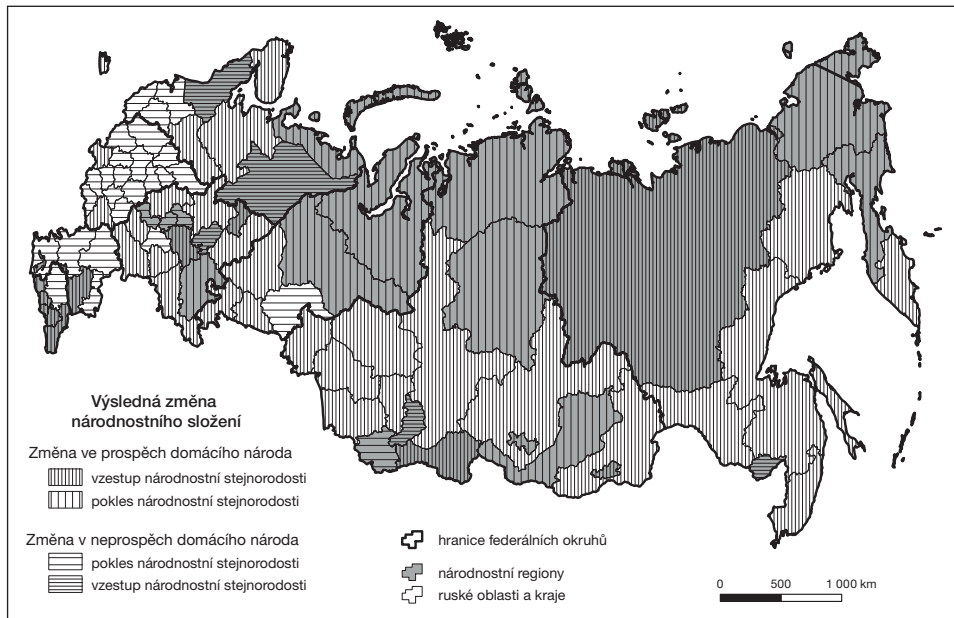 Výsledná změna
národnostního složení
Změna ve prospěch domácího národa
vzestup národnostní stejnorodosti
pokles národnostní stejnorodosti
Změna v neprospěch domácího národa
pokles národnostní stejnorodosti
vzestup národnostní stejnorodosti
hranice federálních okruhů
národnostní regiony
ruské oblasti a kraje
0 500 1 000 km